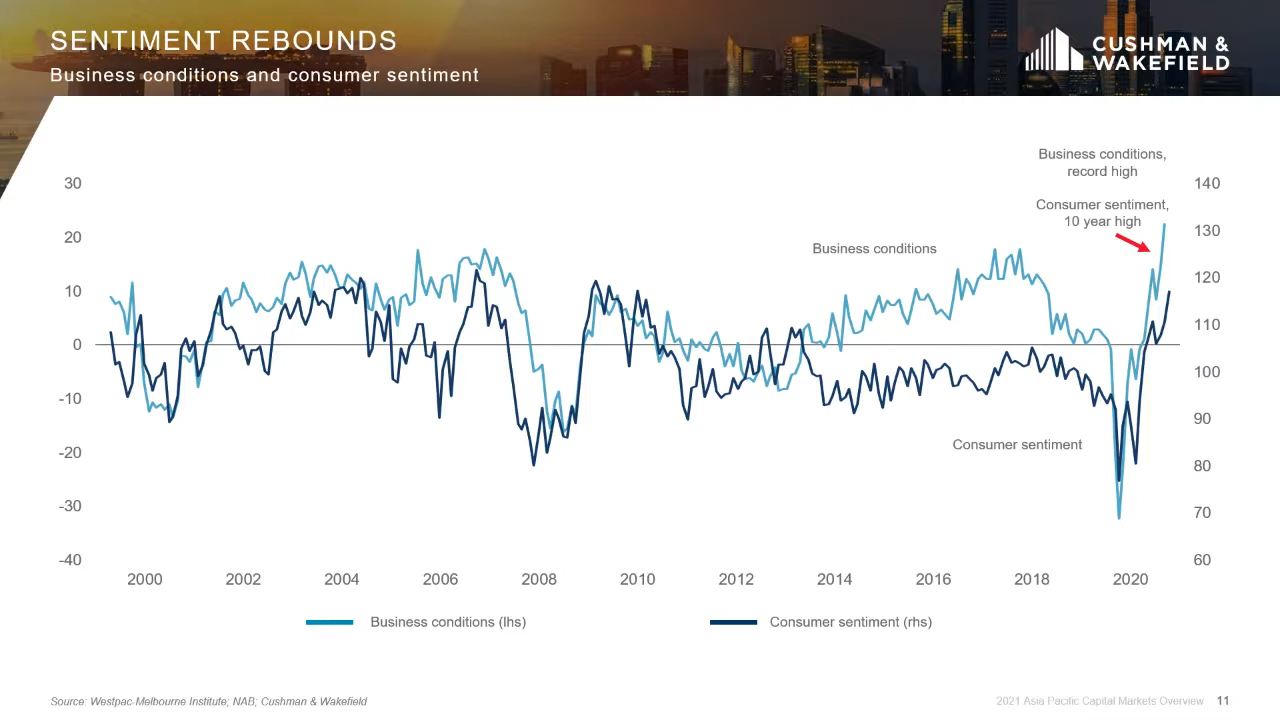 SENTIMENT REBOUNDS
Business conditions and consumer sentiment
CUSHMAN &
WAKEFIELD
Business conditions,
record high
Consumer sentiment,
10 year high
Business conditions
Consumer sentiment
30
20
10
0
-10
-20
-30
-40
140
130
120
110
100
90
80
70
60
2000 2002 2004 2006 2008 2010 2012 2014 2016 2018 2020
Business conditions (lhs) Consumer sentiment (rhs)
Source: Westpac-Melbourne Institute; NAB; Cushman & Wakefield
2021 Asia Pacific Capital Markets Overview 11